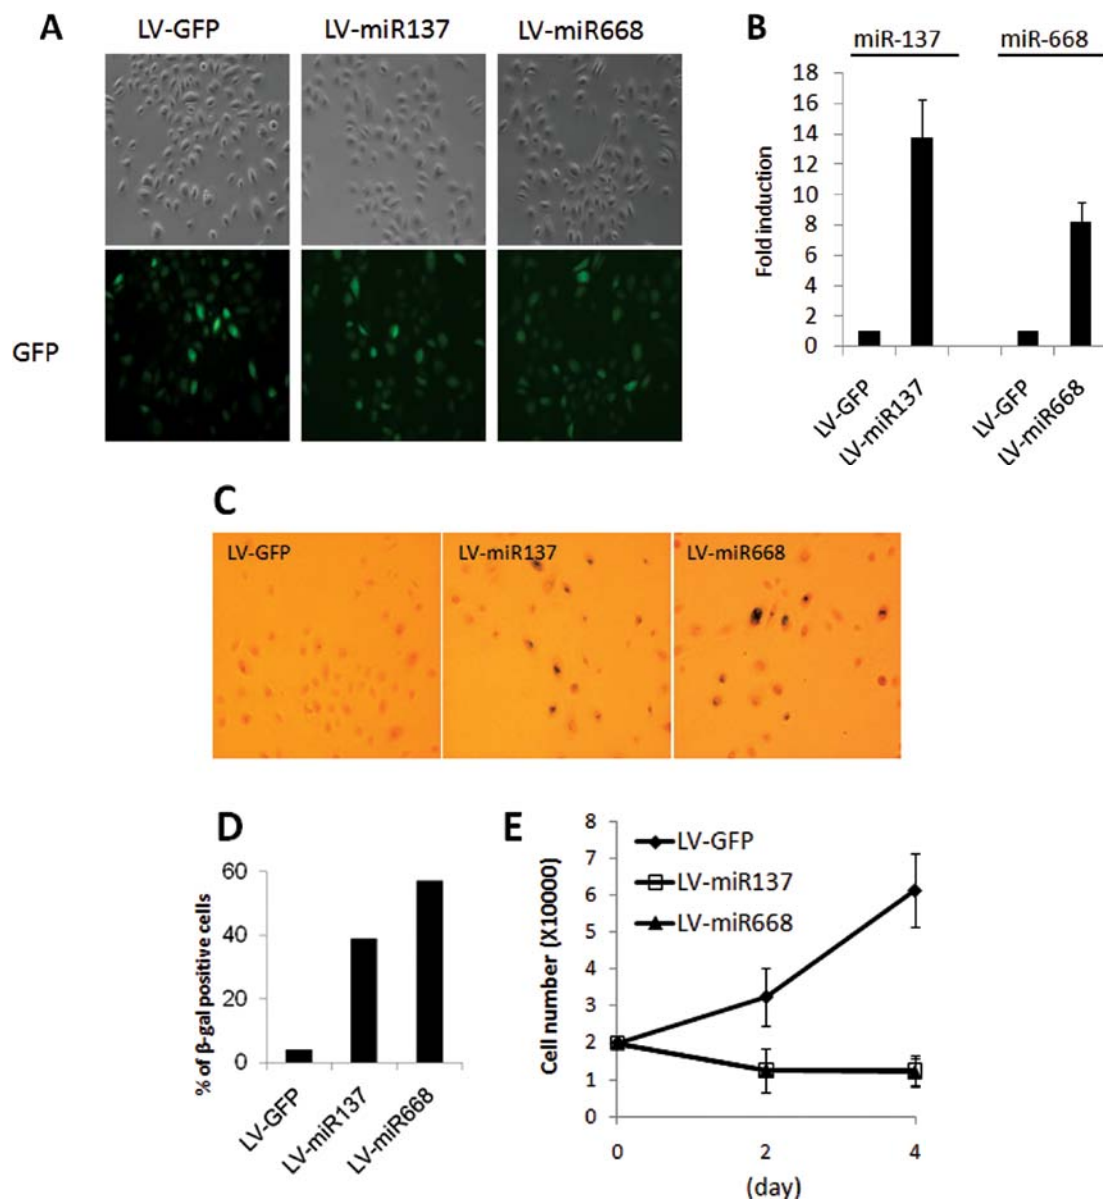 A
LV-GFP LV-miR137 LV-miR668
GFP
B
miR-137 miR-668
Fold induction
18
16
14
12
10
8
6
4
2
0
LV-GFP
LV-miR137
LV-GFP
LV-miR668
C
LV-GFP LV-miR137 LV-miR668
D
% of β-gal positive cells
60
40
20
0
LV-GFP
LV-miR137
LV-miR668
E
Cell number (X10000)
8
7
6
5
4
3
2
1
0
LV-GFP
LV-miR137
LV-miR668
0 2 4
(day)